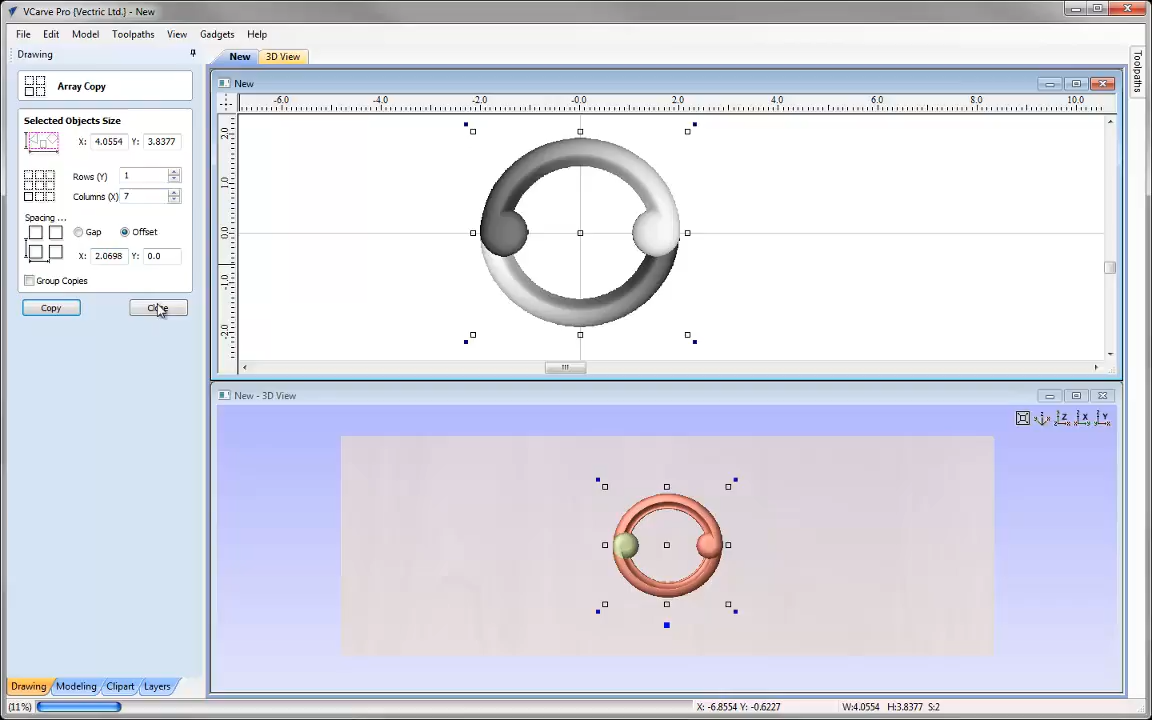 VCarve Pro {Vectric Ltd.} - New
File Edit Model Toolpaths View Gadgets Help
Drawing
New 3D View
Toolpaths
Array Copy
New
-6.0 -4.0 -2.0 -0.0 2.0 4.0 6.0 8.0 10.0
2.0
1.0
0.0
-1.0
-2.0
Selected Objects Size
X: 4.0554 Y: 3.8377
Rows (Y) 1
Columns (X) 7
Spacing ...
Gap Offset
X: 2.0698 Y: 0.0
Group Copies
Copy Close
New - 3D View
Z X Y
Drawing Modeling Clipart Layers
(11%) X: -6.8554 Y: -0.6227 W:4.0554 H:3.8377 S:2